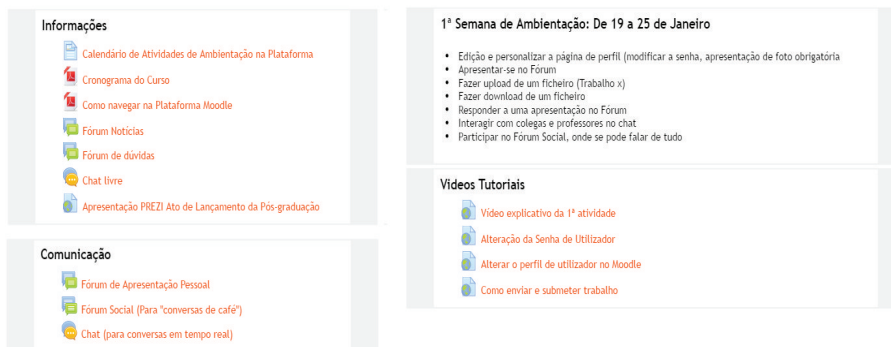 Informações
Calendário de Atividades de Ambientação na Plataforma
Cronograma do Curso
Como navegar na Plataforma Moodle
Fórum Notícias
Fórum de dúvidas
Chat livre
Apresentação PREZI Ato de Lançamento da Pós-graduação
Comunicação
Fórum de Apresentação Pessoal
Fórum Social (Para "conversas de café")
Chat (para conversas em tempo real)
1ª Semana de Ambientação: De 19 a 25 de Janeiro
• Edição e personalizar a página de perfil (modificar a senha, apresentação de foto obrigatória
• Apresentar-se no Fórum
• Fazer upload de um ficheiro (Trabalho x)
• Fazer download de um ficheiro
• Responder a uma apresentação no Fórum
• Interagir com colegas e professores no chat
• Participar no Fórum Social, onde se pode falar de tudo
Videos Tutoriais
Vídeo explicativo da 1ª atividade
Alteração da Senha de Utilizador
Alterar o perfil de utilizador no Moodle
Como enviar e submeter trabalho